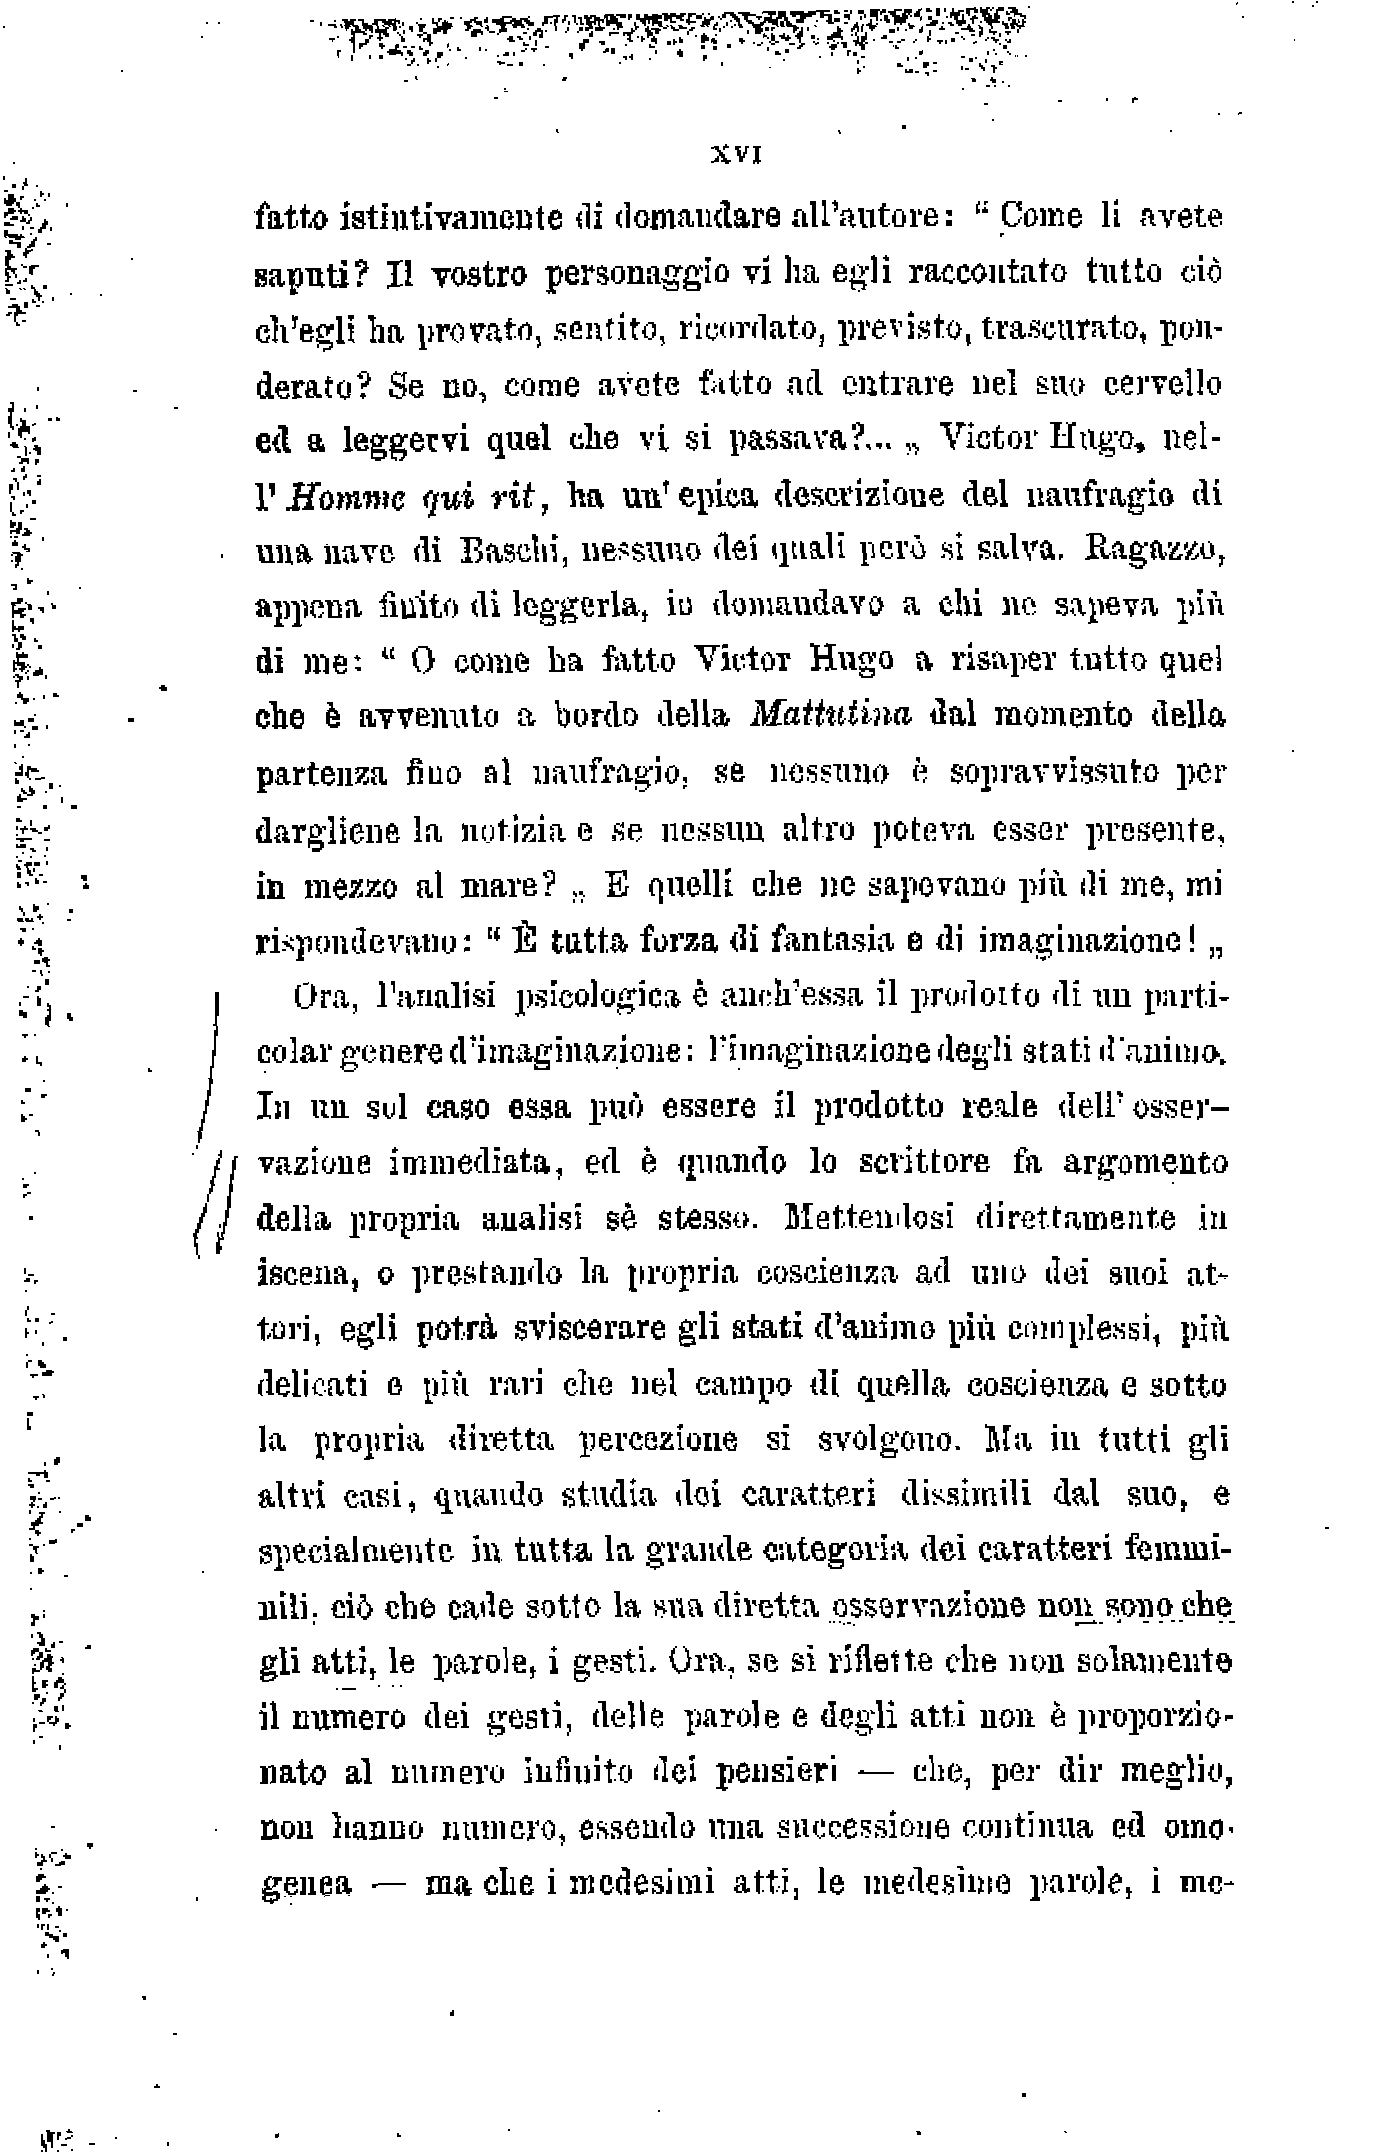 XVI
fatto istintivamente di domandare all'autore: “ Come li avete
saputi? Il vostro personaggio vi ha egli raccontato tutto ciò
ch'egli ha provato, sentito, ricordato, previsto, trascurato, pon-
derato? Se no, come avete fatto ad entrare nel suo cervello
ed a leggervi quel che vi si passava?... „ Victor Hugo, nel-
l' Homme qui rit, ha un' epica descrizione del naufragio di
una nave di Baschi, nessuno dei quali però si salva. Ragazzo,
appena finito di leggerla, io domandavo a chi ne sapeva più
di me: “ O come ha fatto Victor Hugo a risaper tutto quel
che è avvenuto a bordo della Mattutina dal momento della
partenza fino al naufragio, se nessuno è sopravvissuto per
dargliene la notizia e se nessun altro poteva esser presente,
in mezzo al mare? „ E quelli che ne sapevano più di me, mi
rispondevano: “ È tutta forza di fantasia e di imaginazione! „
Ora, l'analisi psicologica è anch'essa il prodotto di un parti-
colar genere d'imaginazione: l'imaginazione degli stati d'animo.
In un sol caso essa può essere il prodotto reale dell' osser-
vazione immediata, ed è quando lo scrittore fa argomento
della propria analisi sè stesso. Mettendosi direttamente in
iscena, o prestando la propria coscienza ad uno dei suoi at-
tori, egli potrà sviscerare gli stati d'animo più complessi, più
delicati e più rari che nel campo di quella coscienza e sotto
la propria diretta percezione si svolgono. Ma in tutti gli
altri casi, quando studia dei caratteri dissimili dal suo, e
specialmente in tutta la grande categoria dei caratteri femmi-
nili, ciò che cade sotto la sua diretta osservazione non sono che
gli atti, le parole, i gesti. Ora, se si riflette che non solamente
il numero dei gesti, delle parole e degli atti non è proporzio-
nato al numero infinito dei pensieri — che, per dir meglio,
non hanno numero, essendo una successione continua ed omo-
genea — ma che i medesimi atti, le medesime parole, i me-